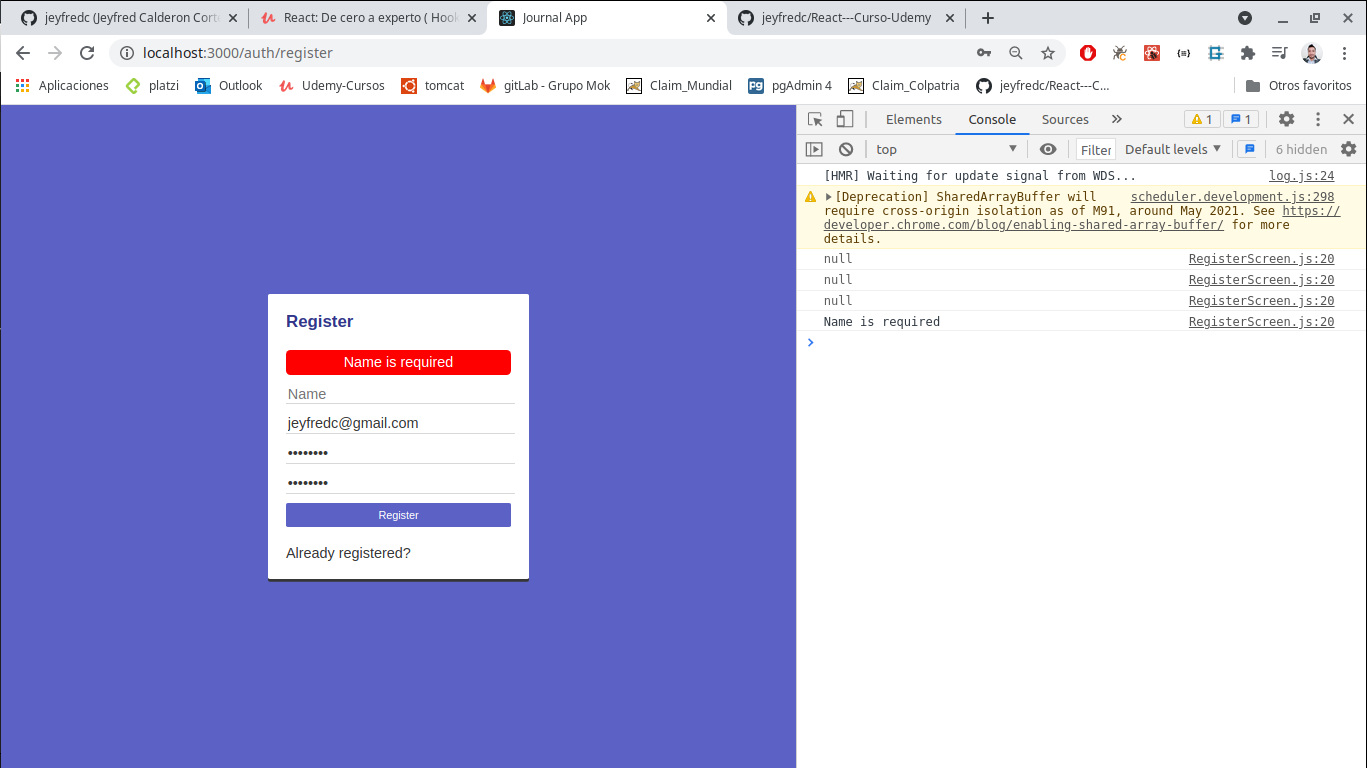 jeyfredc (Jeyfred Calderon Corte
React: De cero a experto ( Hook
Journal App
jeyfredc/React---Curso-Udemy
localhost:3000/auth/register
Aplicaciones
platzi
Outlook
Udemy-Cursos
tomcat
gitLab - Grupo Mok
Claim_Mundial
pgAdmin 4
Claim_Colpatria
jeyfredc/React---C...
Otros favoritos
Register
Name is required
Name
jeyfredc@gmail.com
••••••••
••••••••
Register
Already registered?
Elements Console Sources 1 1
top Filter Default levels 6 hidden
[HMR] Waiting for update signal from WDS... log.js:24
[Deprecation] SharedArrayBuffer will scheduler.development.js:298
require cross-origin isolation as of M91, around May 2021. See https://
developer.chrome.com/blog/enabling-shared-array-buffer/ for more
details.
null RegisterScreen.js:20
null RegisterScreen.js:20
null RegisterScreen.js:20
Name is required RegisterScreen.js:20